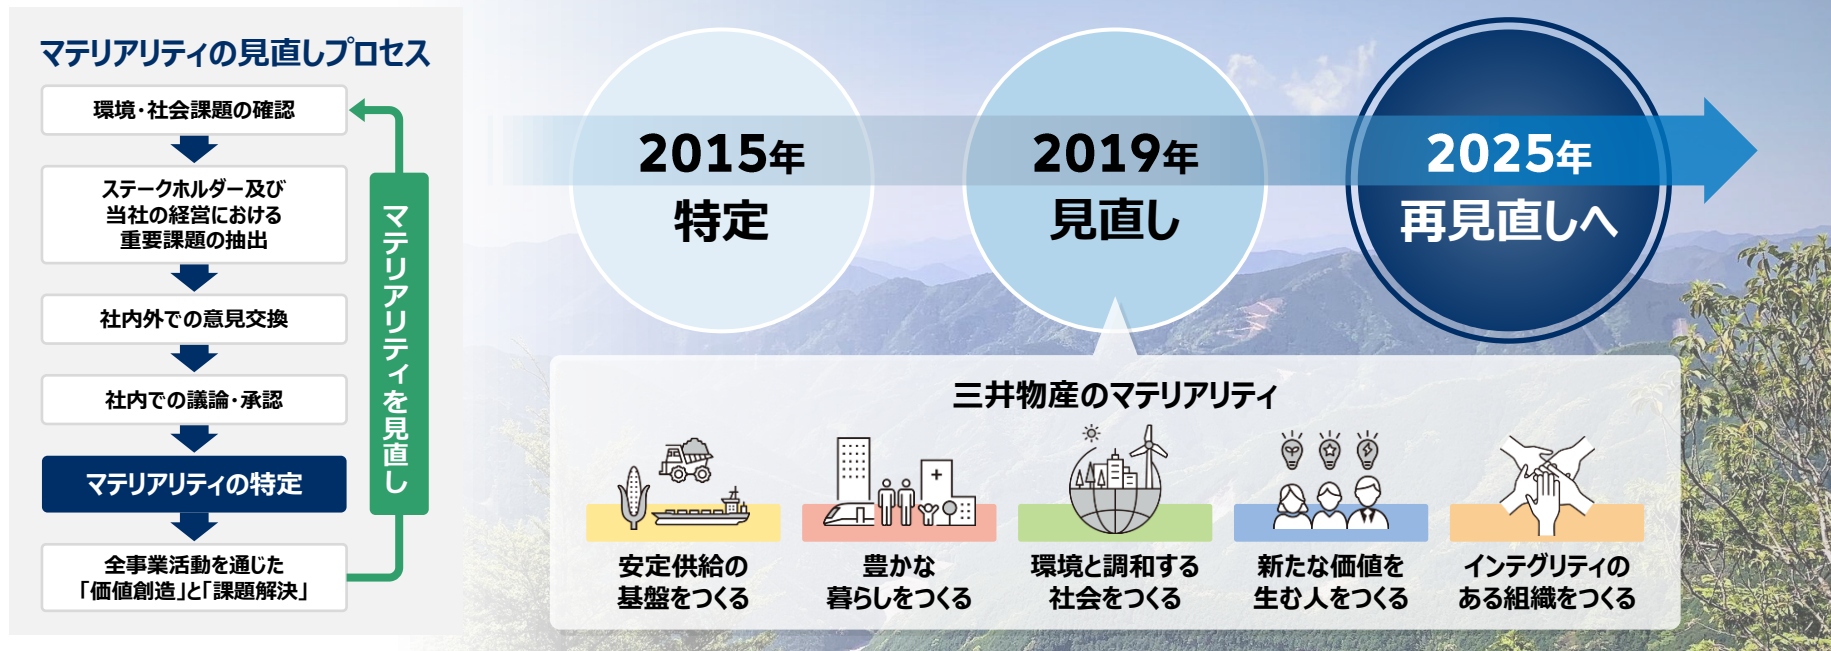 マテリアリティの見直しプロセス
環境・社会課題の確認
ステークホルダー及び
当社の経営における
重要課題の抽出
社内外での意見交換
社内での議論・承認
マテリアリティの特定
全事業活動を通じた
「価値創造」と「課題解決」
マテリアリティを見直し
2015年
特定
2019年
見直し
2025年
再見直しへ
三井物産のマテリアリティ
安定供給の
基盤をつくる
豊かな
暮らしをつくる
環境と調和する
社会をつくる
新たな価値を
生む人をつくる
インテグリティの
ある組織をつくる